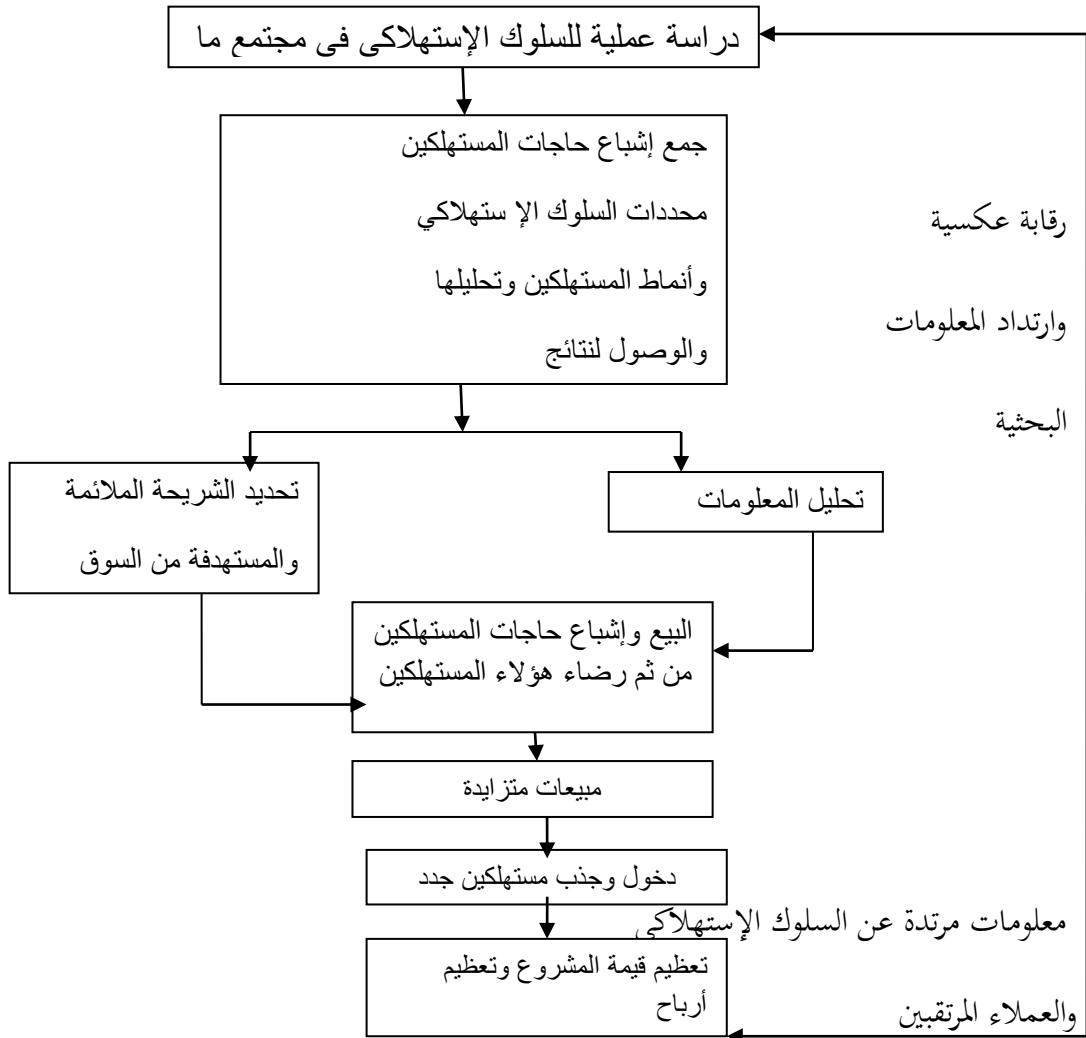 دراسة عملية للسلوك الإستهلاكى فى مجتمع ما
جمع إشباع حاجات المستهلكين
محددات السلوك الإ ستهلاكي
وأنماط المستهلكين وتحليلها
والوصول لنتائج
رقابة عكسية
وارتداد المعلومات
البحثية
تحليل المعلومات
تحديد الشريحة الملائمة
والمستهدفة من السوق
البيع وإشباع حاجات المستهلكين
من ثم رضاء هؤلاء المستهلكين
مبيعات متزايدة
دخول وجذب مستهلكين جدد
معلومات مرتدة عن السلوك الإستهلاكى
والعملاء المرتقبين
تعظيم قيمة المشروع وتعظيم
أرباح